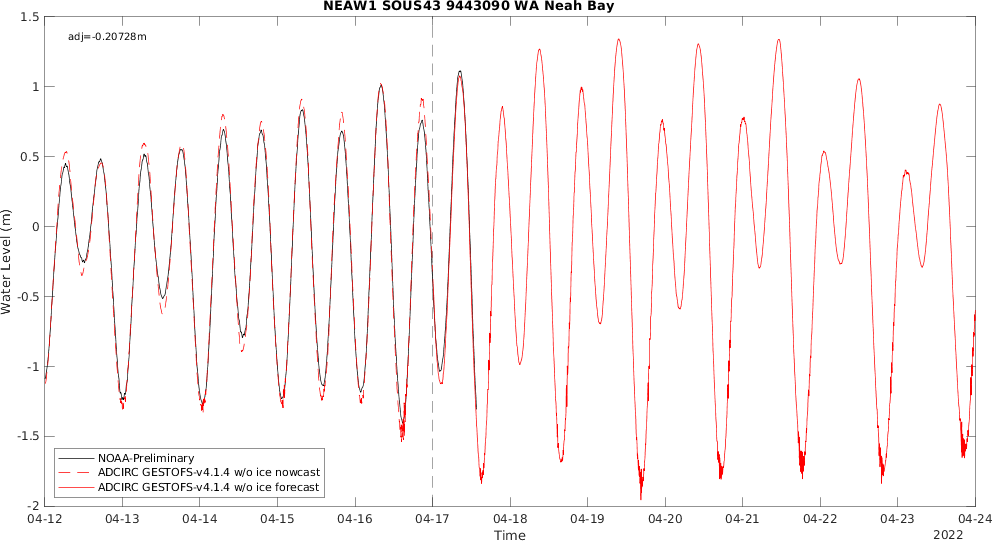 NEAW1 SOUS43 9443090 WA Neah Bay
adj=-0.20728m
1.5
1
0.5
0
-0.5
-1
-1.5
-2
Water Level (m)
NOAA-Preliminary
ADCIRC GESTOFS-v4.1.4 w/o ice nowcast
ADCIRC GESTOFS-v4.1.4 w/o ice forecast
04-12 04-13 04-14 04-15 04-16 04-17 04-18 04-19 04-20 04-21 04-22 04-23 04-24
Time
2022